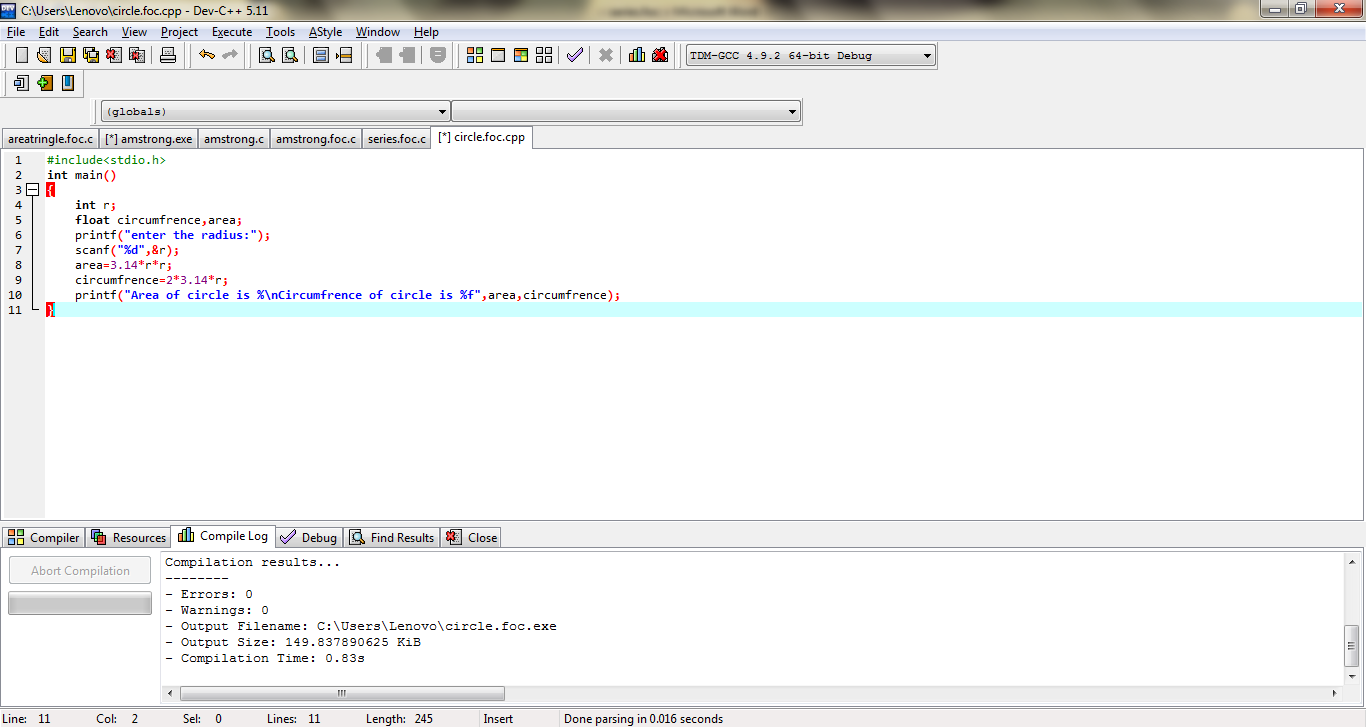 C:\Users\Lenovo\circle.foc.cpp - Dev-C++ 5.11
File Edit Search View Project Execute Tools AStyle Window Help
TDM-GCC 4.9.2 64-bit Debug
(globals)
areatringle.foc.c [*] amstrong.exe amstrong.c amstrong.foc.c series.foc.c [*] circle.foc.cpp
1 #include<stdio.h>
2 int main()
3 {
4 int r;
5 float circumfrence,area;
6 printf("enter the radius:");
7 scanf("%d",&r);
8 area=3.14*r*r;
9 circumfrence=2*3.14*r;
10 printf("Area of circle is %\nCircumfrence of circle is %f",area,circumfrence);
11 }
Compiler Resources Compile Log Debug Find Results Close
Abort Compilation
Compilation results...
--------
- Errors: 0
- Warnings: 0
- Output Filename: C:\Users\Lenovo\circle.foc.exe
- Output Size: 149.837890625 KiB
- Compilation Time: 0.83s
Line: 11 Col: 2 Sel: 0 Lines: 11 Length: 245 Insert Done parsing in 0.016 seconds